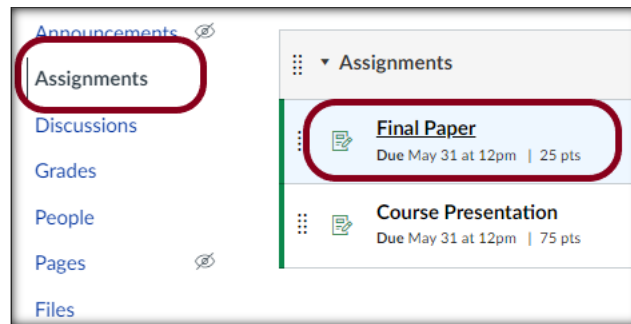 Announcements
Assignments
Discussions
Grades
People
Pages
Files
Assignments
Final Paper
Due May 31 at 12pm | 25 pts
Course Presentation
Due May 31 at 12pm | 75 pts